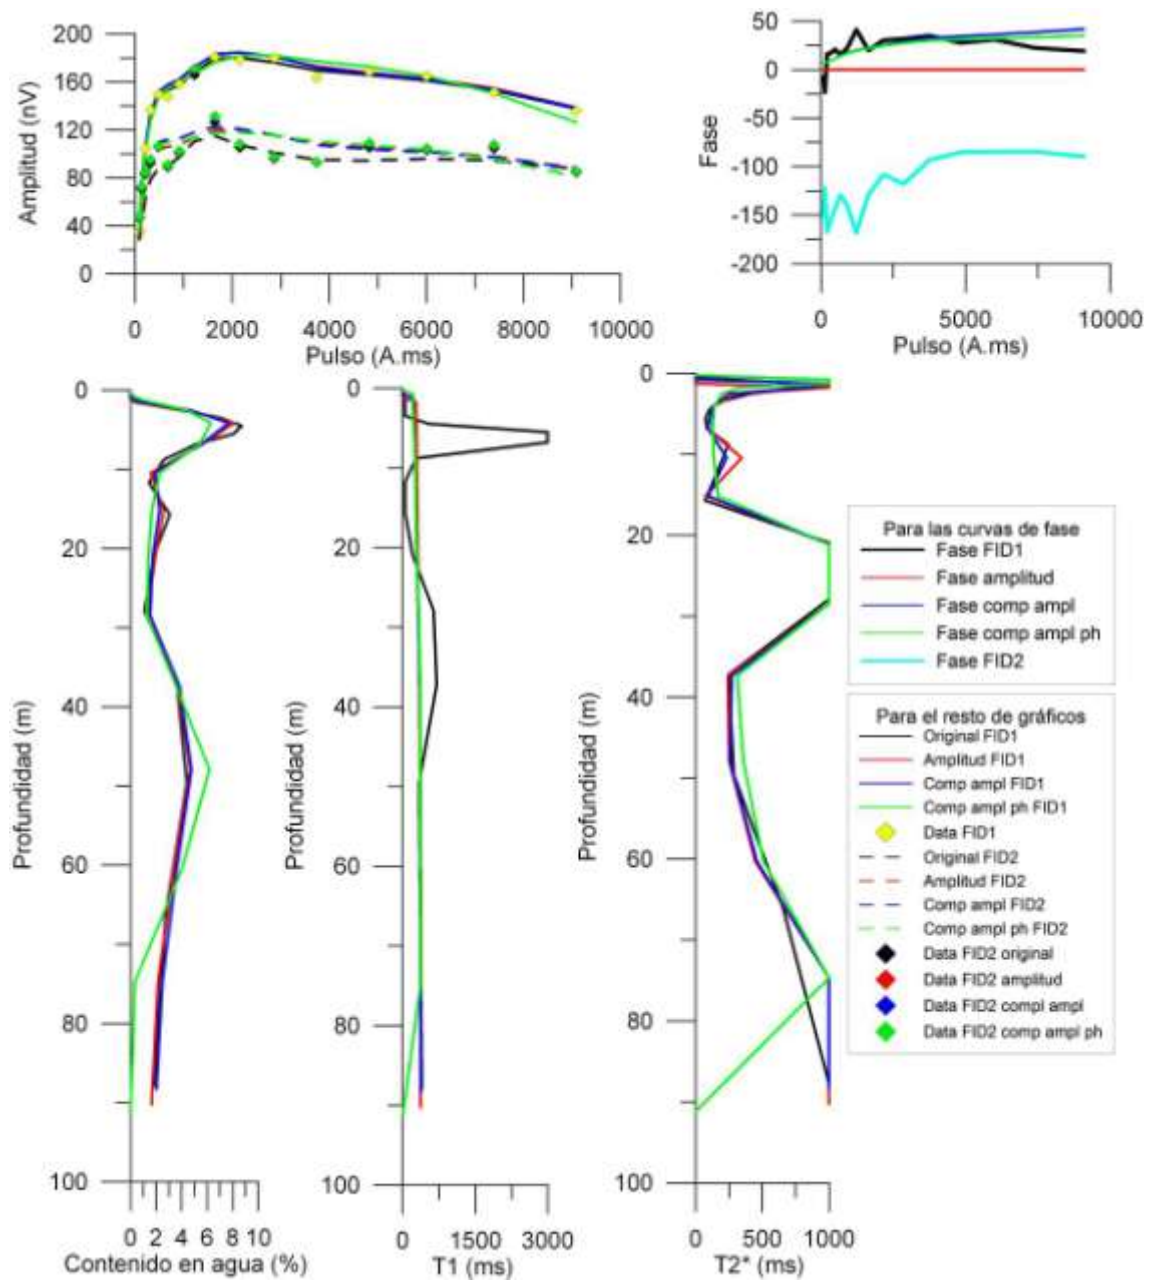 200
160
120
80
40
0
Amplitud (nV)
0 2000 4000 6000 8000 10000
Pulso (A.ms)
50
0
-50
-100
-150
-200
Fase
0 5000 10000
Pulso (A.ms)
0
20
40
60
80
100
Profundidad (m)
0 2 4 6 8 10
Contenido en agua (%)
0
20
40
60
80
100
Profundidad (m)
0 1500 3000
T1 (ms)
0
20
40
60
80
100
Profundidad (m)
0 500 1000
T2* (ms)
Para las curvas de fase
Fase FID1
Fase amplitud
Fase comp ampl
Fase comp ampl ph
Fase FID2
Para el resto de gráficos
Original FID1
Amplitud FID1
Comp ampl FID1
Comp ampl ph FID1
Data FID1
Original FID2
Amplitud FID2
Comp ampl FID2
Comp ampl ph FID2
Data FID2 original
Data FID2 amplitud
Data FID2 compl ampl
Data FID2 comp ampl ph